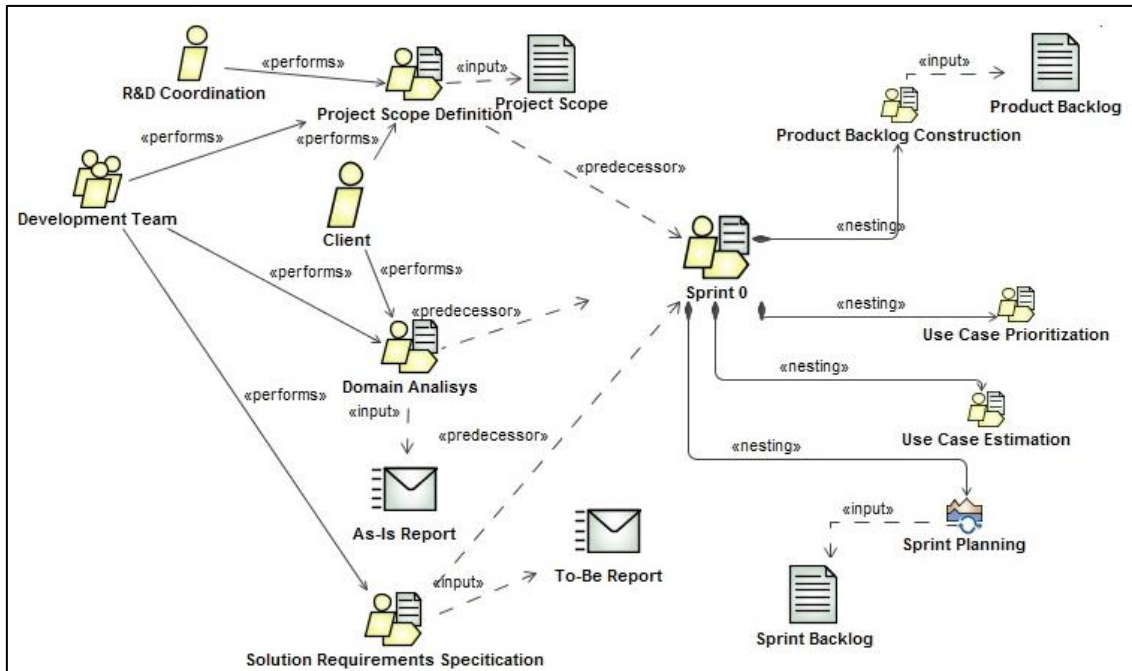 «performs»
«input»
«input»
R&D Coordination
Project Scope Definition
Project Scope
Product Backlog
Product Backlog Construction
«performs»
«performs»
«predecessor»
Development Team
Client
«nesting»
«performs»
«performs»
Sprint 0
«predecessor»
«nesting»
Use Case Prioritization
Domain Analisys
«nesting»
«performs»
«input»
Use Case Estimation
«predecessor»
«nesting»
As-Is Report
«input»
Sprint Planning
To-Be Report
«input»
Sprint Backlog
Solution Requirements Specitication